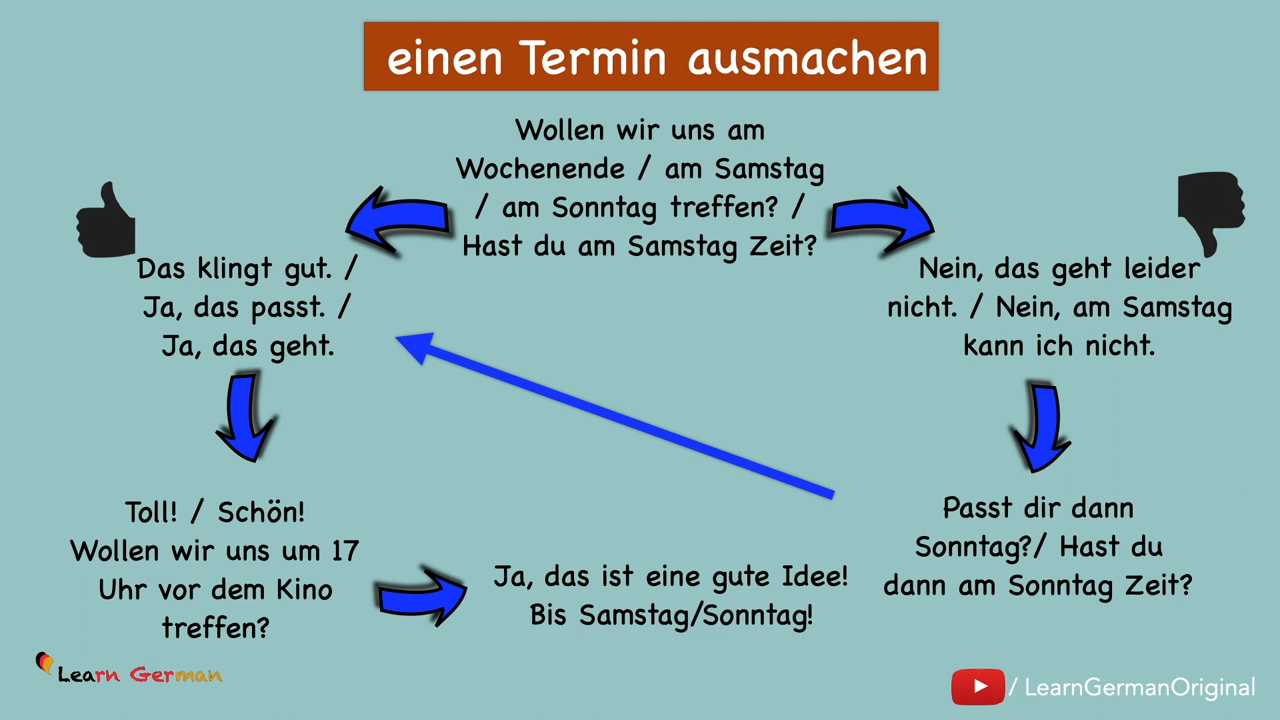 einen Termin ausmachen
Wollen wir uns am
Wochenende / am Samstag
/ am Sonntag treffen? /
Hast du am Samstag Zeit?
Das klingt gut. /
Ja, das passt. /
Ja, das geht.
Nein, das geht leider
nicht. / Nein, am Samstag
kann ich nicht.
Toll! / Schön!
Wollen wir uns um 17
Uhr vor dem Kino
treffen?
Ja, das ist eine gute Idee!
Bis Samstag/Sonntag!
Passt dir dann
Sonntag?/ Hast du
dann am Sonntag Zeit?
Learn German
/ LearnGermanOriginal